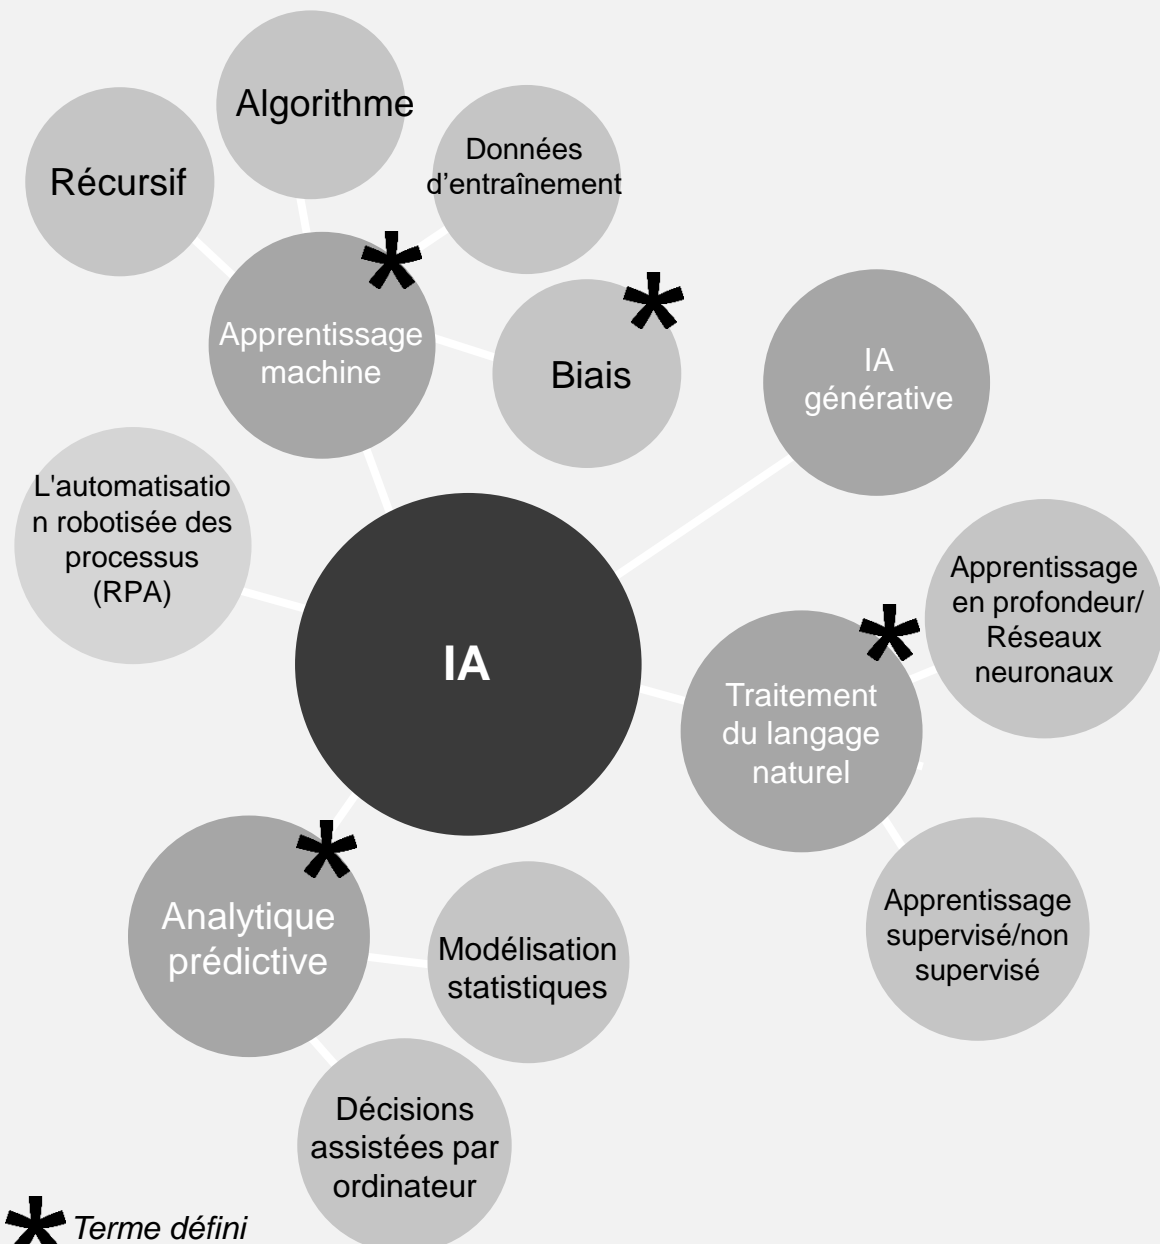 Algorithme
Récursif
Données
d'entraînement
Apprentissage
machine
Biais
IA
générative
L'automatisatio
n robotisée des
processus
(RPA)
IA
Apprentissage
en profondeur/
Réseaux
neuronaux
Traitement
du langage
naturel
Apprentissage
supervisé/non
supervisé
Analytique
prédictive
Modélisation
statistiques
Décisions
assistées par
ordinateur
* Terme défini